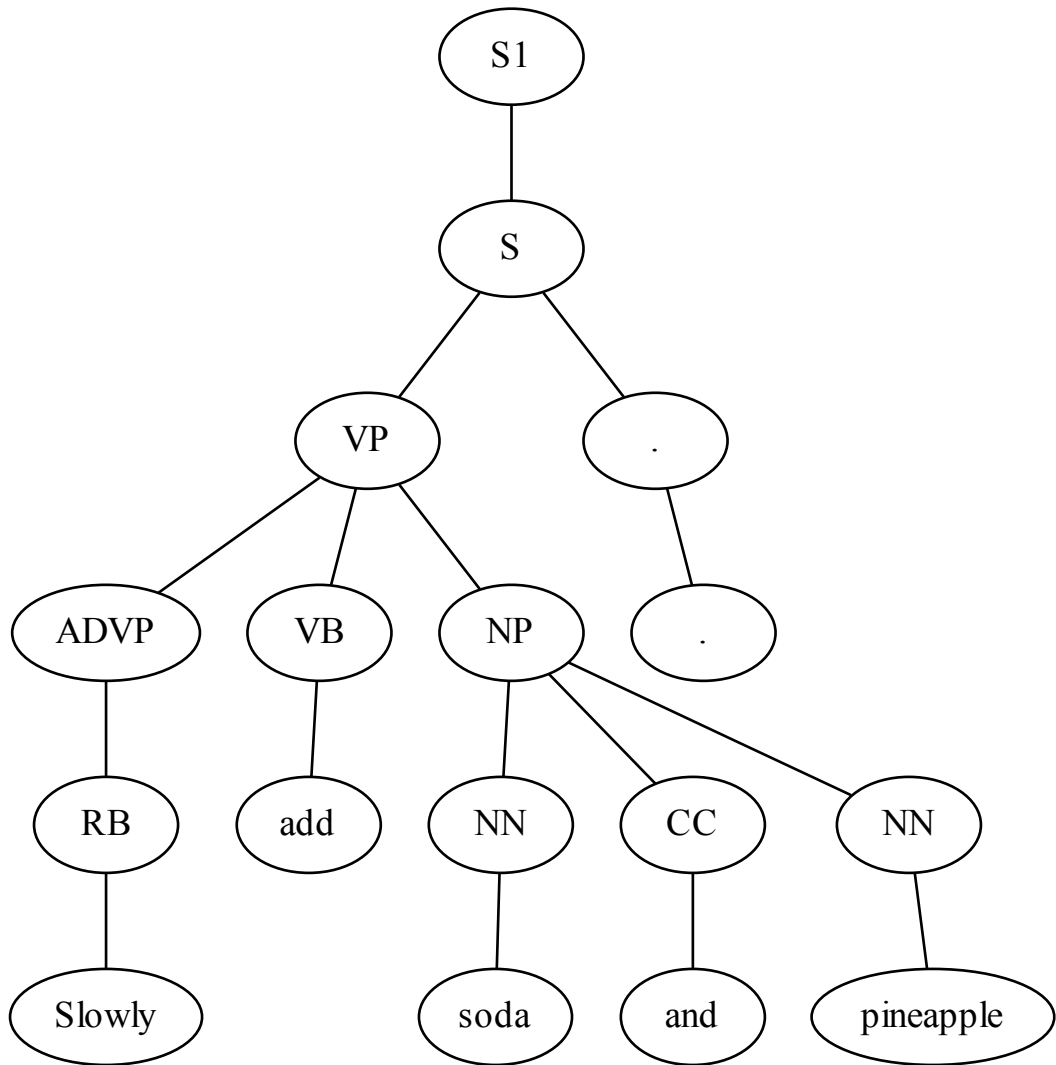 S1
S
VP .
ADVP VB NP .
RB add NN CC NN
Slowly soda and pineapple